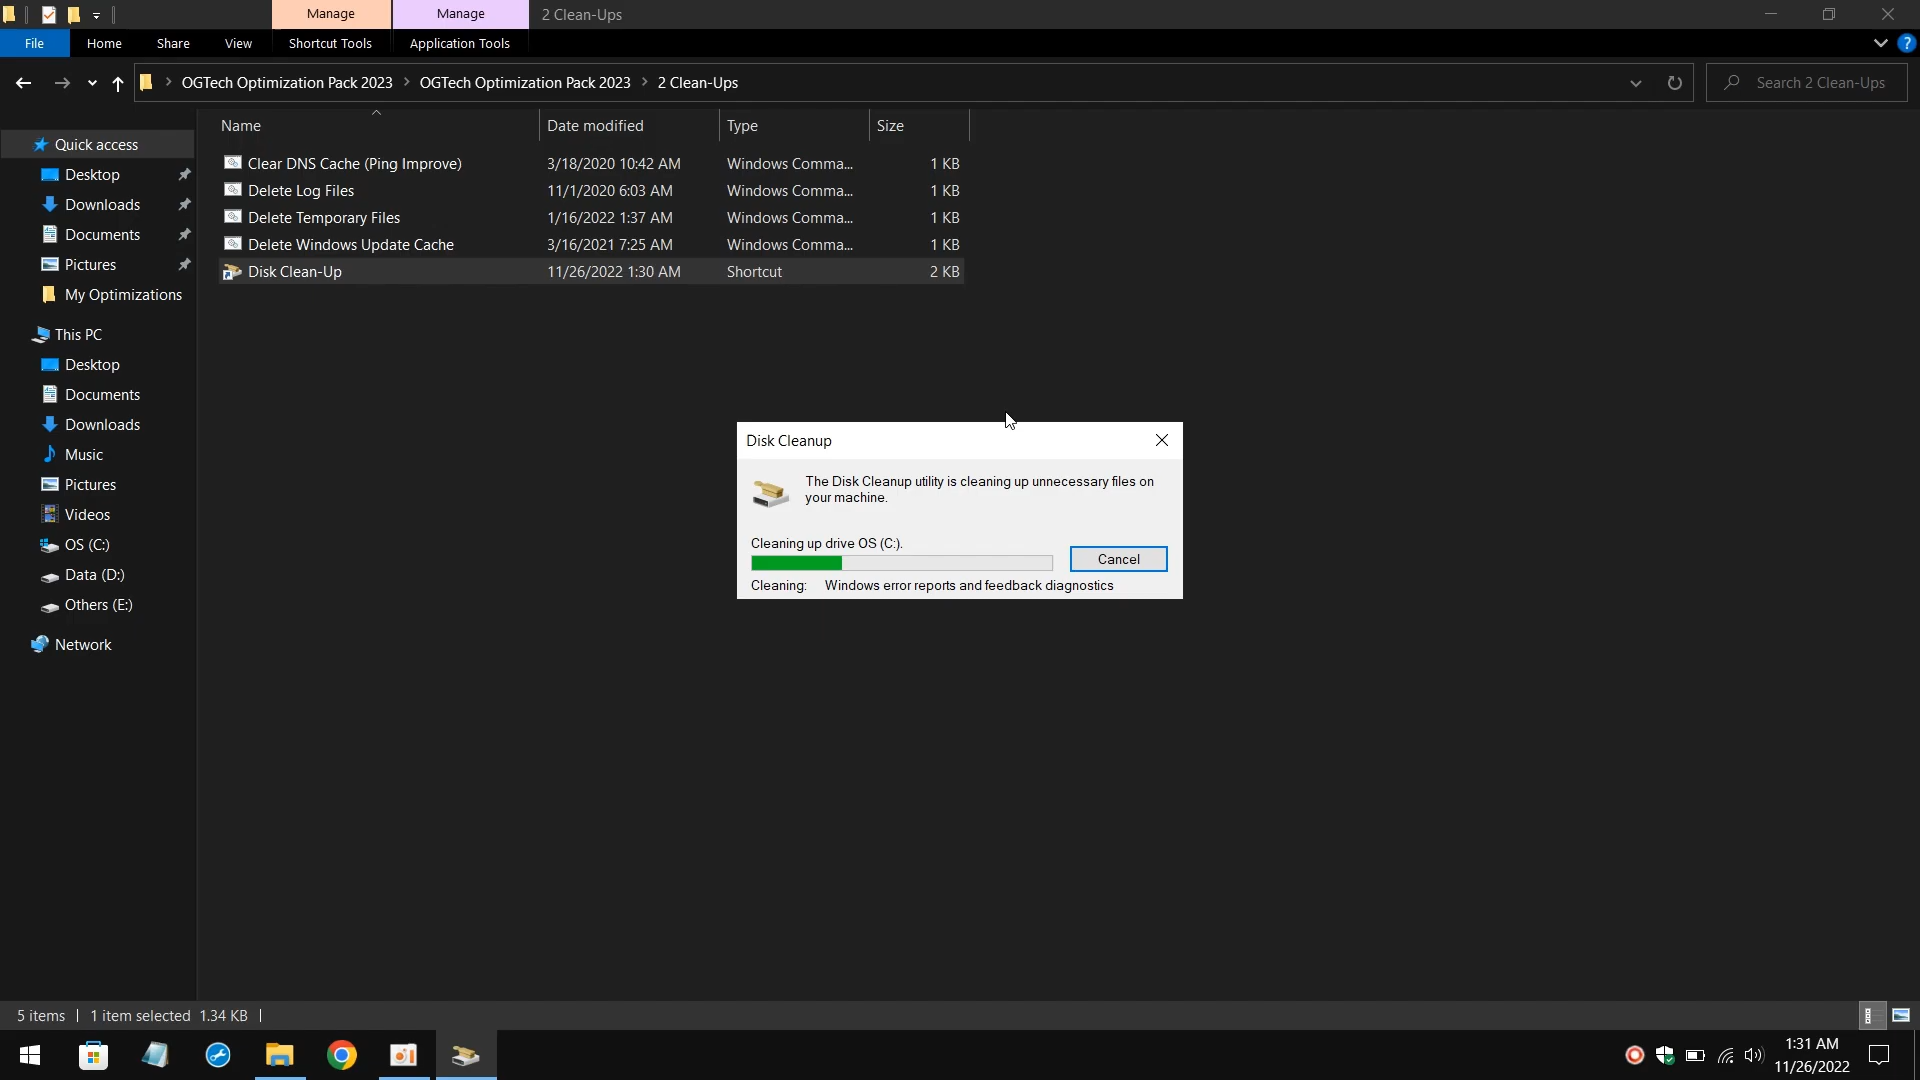 Manage
Manage
2 Clean-Ups
File
Home
Share
View
Shortcut Tools
Application Tools
OGTech Optimization Pack 2023
OGTech Optimization Pack 2023
2 Clean-Ups
Search 2 Clean-Ups
Name
Date modified
Type
Size
Quick access
Desktop
Downloads
Documents
Pictures
My Optimizations
This PC
Desktop
Documents
Downloads
Music
Pictures
Videos
OS (C:)
Data (D:)
Others (E:)
Network
Clear DNS Cache (Ping Improve) 3/18/2020 10:42 AM Windows Comma... 1 KB
Delete Log Files 11/1/2020 6:03 AM Windows Comma... 1 KB
Delete Temporary Files 1/16/2022 1:37 AM Windows Comma... 1 KB
Delete Windows Update Cache 3/16/2021 7:25 AM Windows Comma... 1 KB
Disk Clean-Up 11/26/2022 1:30 AM Shortcut 2 KB
Disk Cleanup
The Disk Cleanup utility is cleaning up unnecessary files on
your machine.
Cleaning up drive OS (C:).
Cancel
Cleaning: Windows error reports and feedback diagnostics
5 items
1 item selected 1.34 KB
1:31 AM
11/26/2022